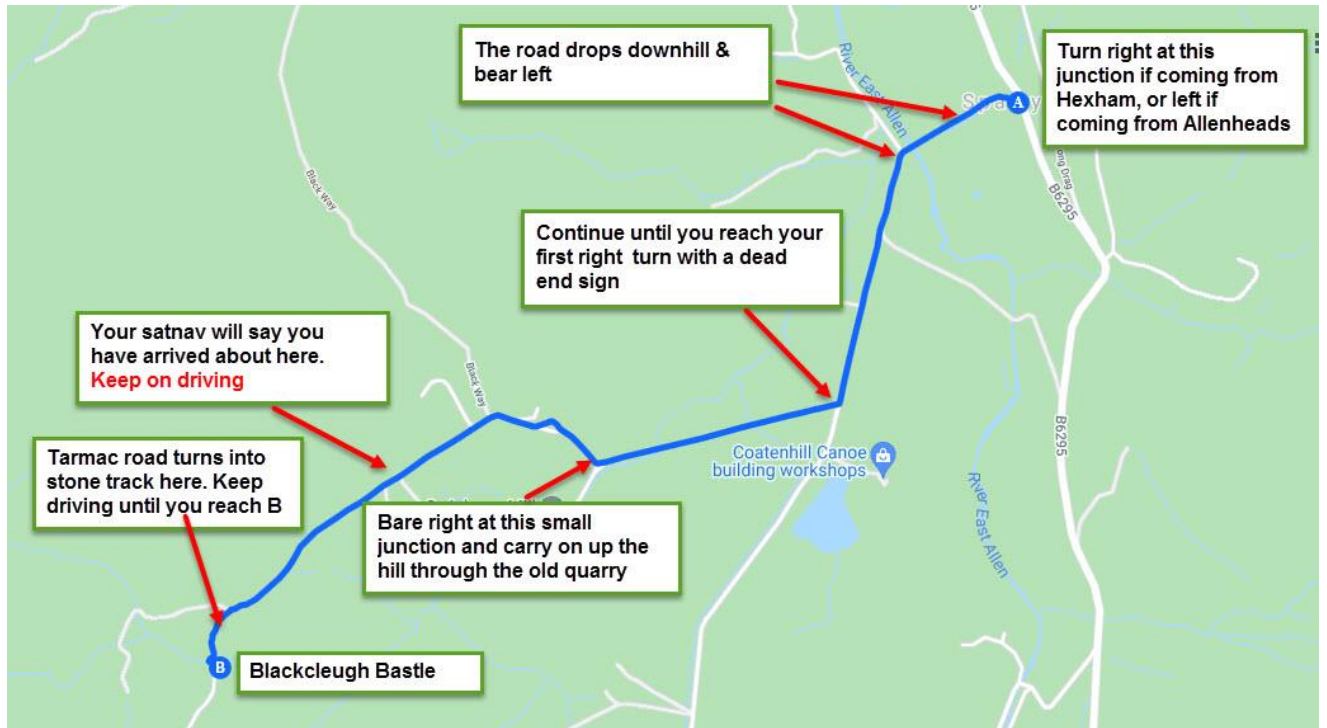 The road drops downhill &
bear left
Turn right at this
junction if coming from
Hexham, or left if
coming from Allenheads
A
River East Allen
B6295
Black Way
Continue until you reach your
first right turn with a dead
end sign
Your satnav will say you
have arrived about here.
Keep on driving
Black Way
B6295
Tarmac road turns into
stone track here. Keep
driving until you reach B
Coatenhill Canoe
building workshops
River East Allen
Bare right at this small
junction and carry on up the
hill through the old quarry
B
Blackcleugh Bastle